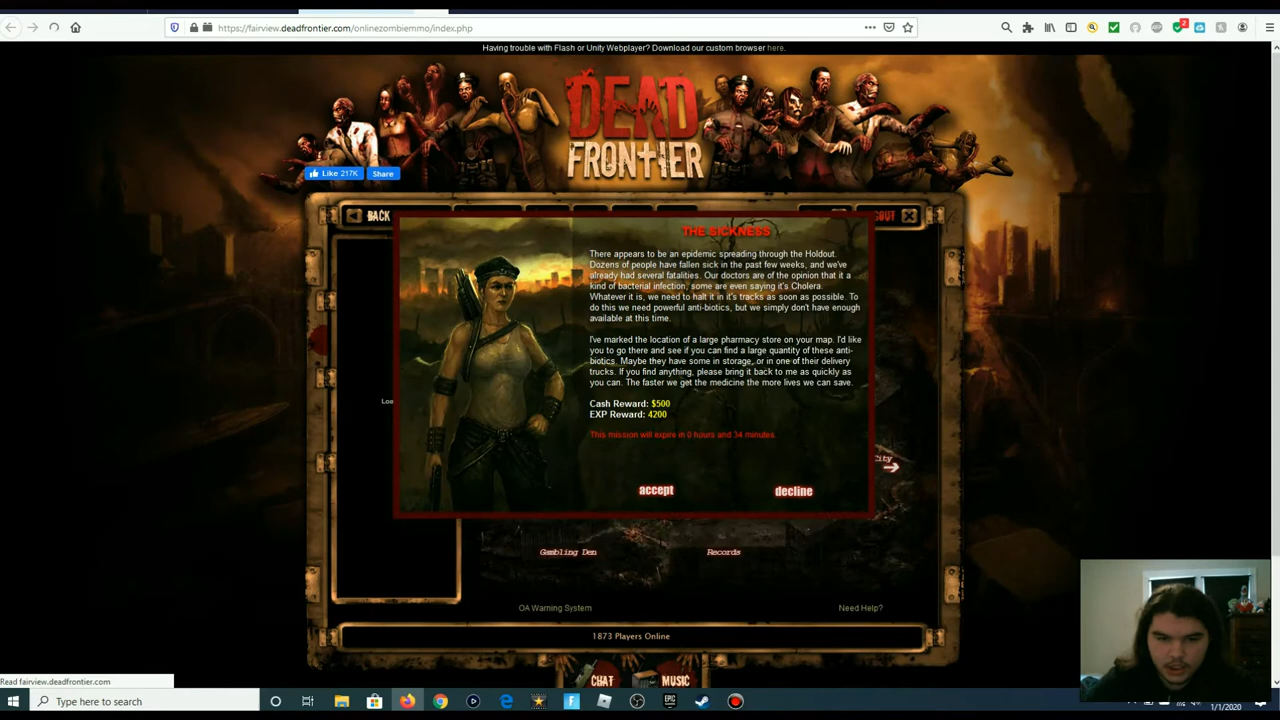 https://fairview.deadfrontier.com/onlinezombiemmo/index.php
2
Having trouble with Flash or Unity Webplayer? Download our custom browser here.
DEAD
FRONTIER
Like 217K
Share
BACK
THE SICKNESS
There appears to be an epidemic spreading through the Holdout.
Dozens of people have fallen sick in the past few weeks, and we've
already had several fatalities. Our doctors are of the opinion that it a
kind of bacterial infection, some are even saying it's Cholera.
Whatever it is, we need to halt it in it's tracks as soon as possible. To
do this we need powerful anti-biotics, but we simply don't have enough
available at this time.
I've marked the location of a large pharmacy store on your map. I'd like
you to go there and see if you can find a large quantity of these anti-
biotics. Maybe they have some in storage, or in one of their delivery
trucks. If you find anything, please bring it back to me as quickly as
you can. The faster we get the medicine the more lives we can save.
Cash Reward: $500
EXP Reward: 4200
This mission will expire in 0 hours and 34 minutes.
accept
decline
City
Gambling Den
Records
OA Warning System
Need Help?
1873 Players Online
CHAT
MUSIC
Read fairview.deadfrontier.com
Type here to search
EPIC
1/1/2020